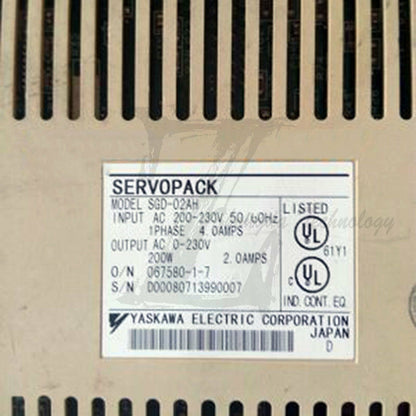 SERVOPACK
MODEL SGD-02AH
INPUT AC 200-230V 50/60Hz
1PHASE 4.0AMPS
OUTPUT AC 0-230V
200W 2.0AMPS
O/N 067580-1-7
S/N D00080713990007
LISTED
UL
61Y1
C UL
IND. CONT. EQ.
YASKAWA ELECTRIC CORPORATION
JAPAN
D
Technology